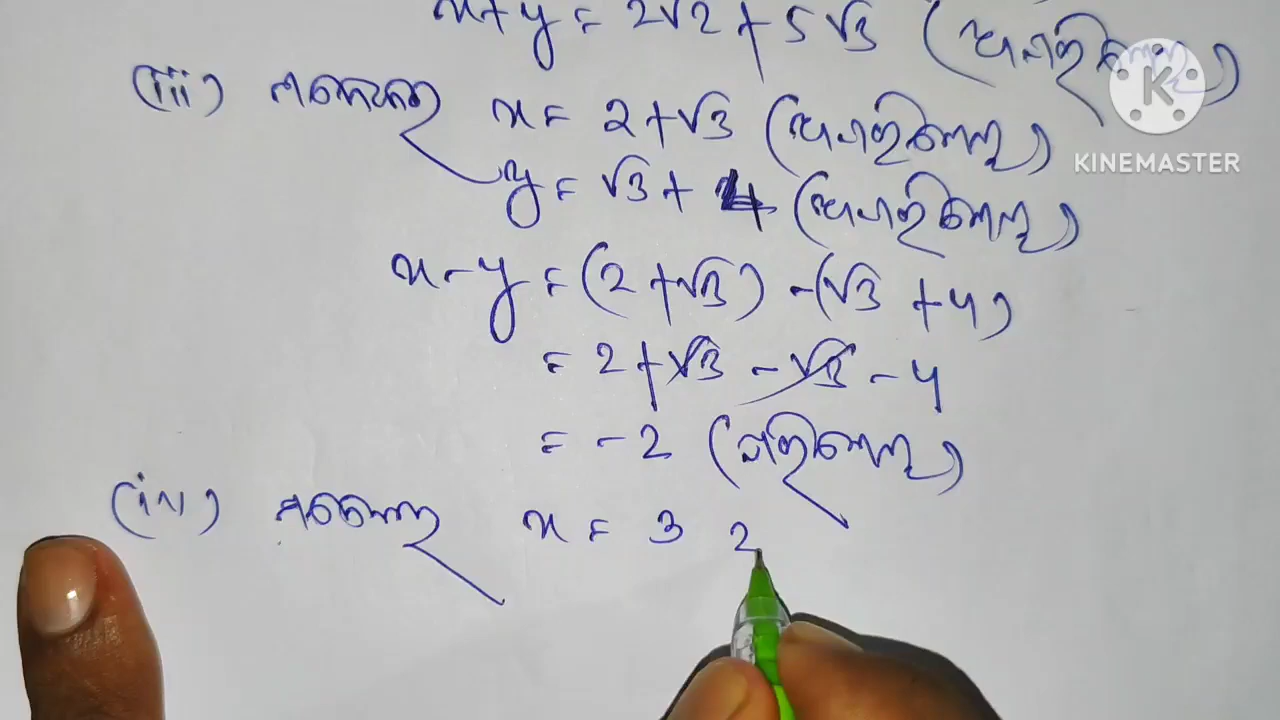 x + y = 2√2 + 5√3 (ଅପରିମେୟ)
(iii) ମନେକର x = 2 + √3 (ଅପରିମେୟ)
y = √3 + 4 (ଅପରିମେୟ)
x - y = (2 + √3) - (√3 + 4)
= 2 + √3 - √3 - 4
= -2 (ପରିମେୟ)
(iv) ମନେକର x = 3 2
KINEMASTER